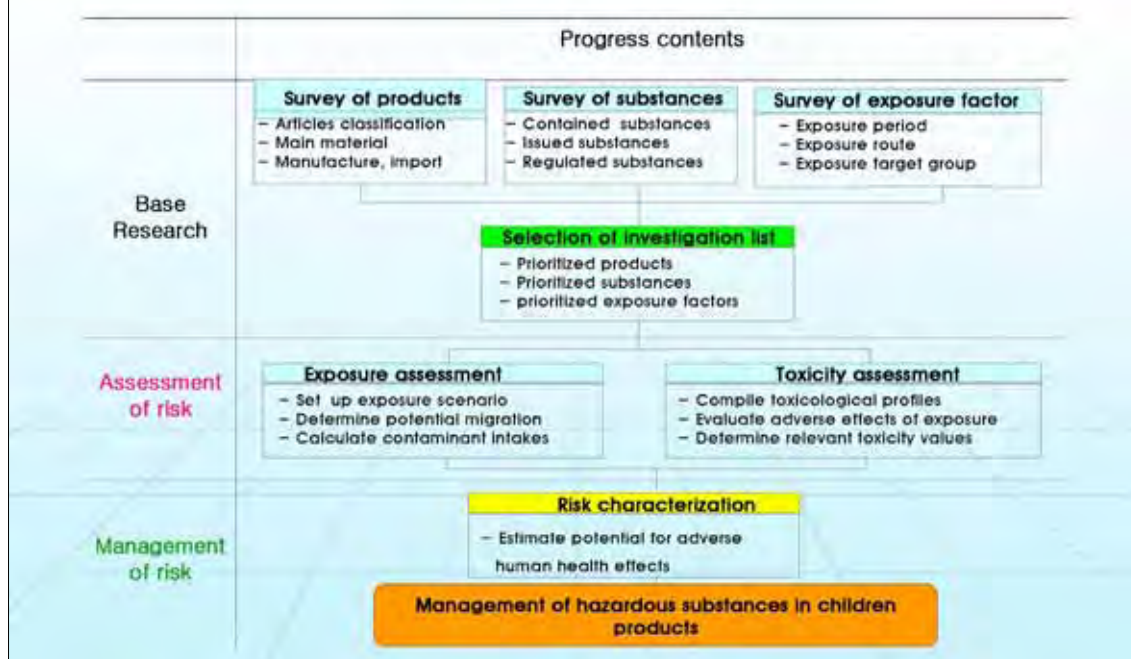 Progress contents
Base
Research
Survey of products
– Articles classification
– Main material
– Manufacture, import
Survey of substances
– Contained substances
– Issued substances
– Regulated substances
Survey of exposure factor
– Exposure period
– Exposure route
– Exposure target group
Selection of investigation list
– Prioritized products
– Prioritized substances
– prioritized exposure factors
Assessment
of risk
Exposure assessment
– Set up exposure scenario
– Determine potential migration
– Calculate contaminant intakes
Toxicity assessment
– Compile toxicological profiles
– Evaluate adverse effects of exposure
– Determine relevant toxicity values
Management
of risk
Risk characterization
– Estimate potential for adverse
human health effects
Management of hazardous substances in children
products